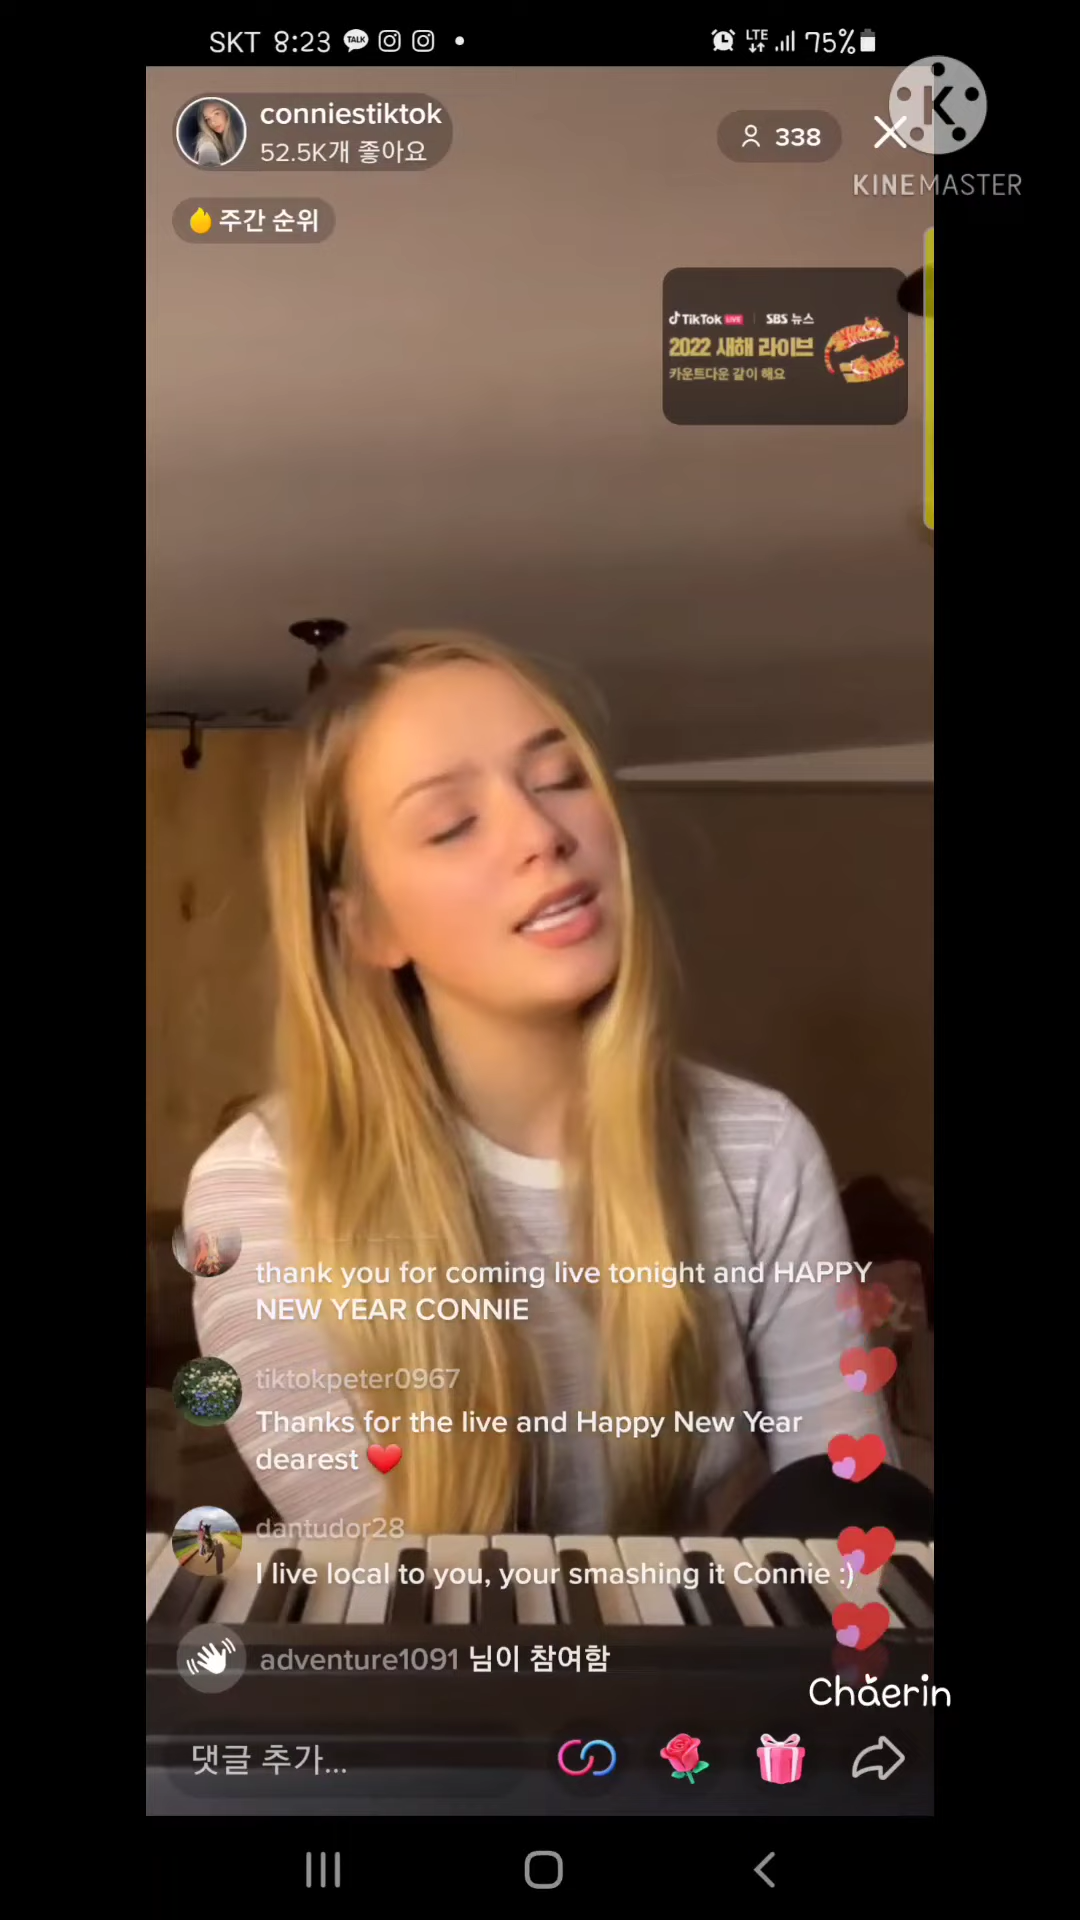 SKT 8:23 TALK LTE 75%
conniestiktok
52.5K개 좋아요
338
KINEMASTER
K
주간 순위
TikTok LIVE SBS 뉴스
2022 새해 라이브
카운트다운 같이 해요
thank you for coming live tonight and HAPPY
NEW YEAR CONNIE
tiktokpeter0967
Thanks for the live and Happy New Year
dearest ❤️
dantudor28
I live local to you, your smashing it Connie :)
adventure1091 님이 참여함
Chaerin
댓글 추가...